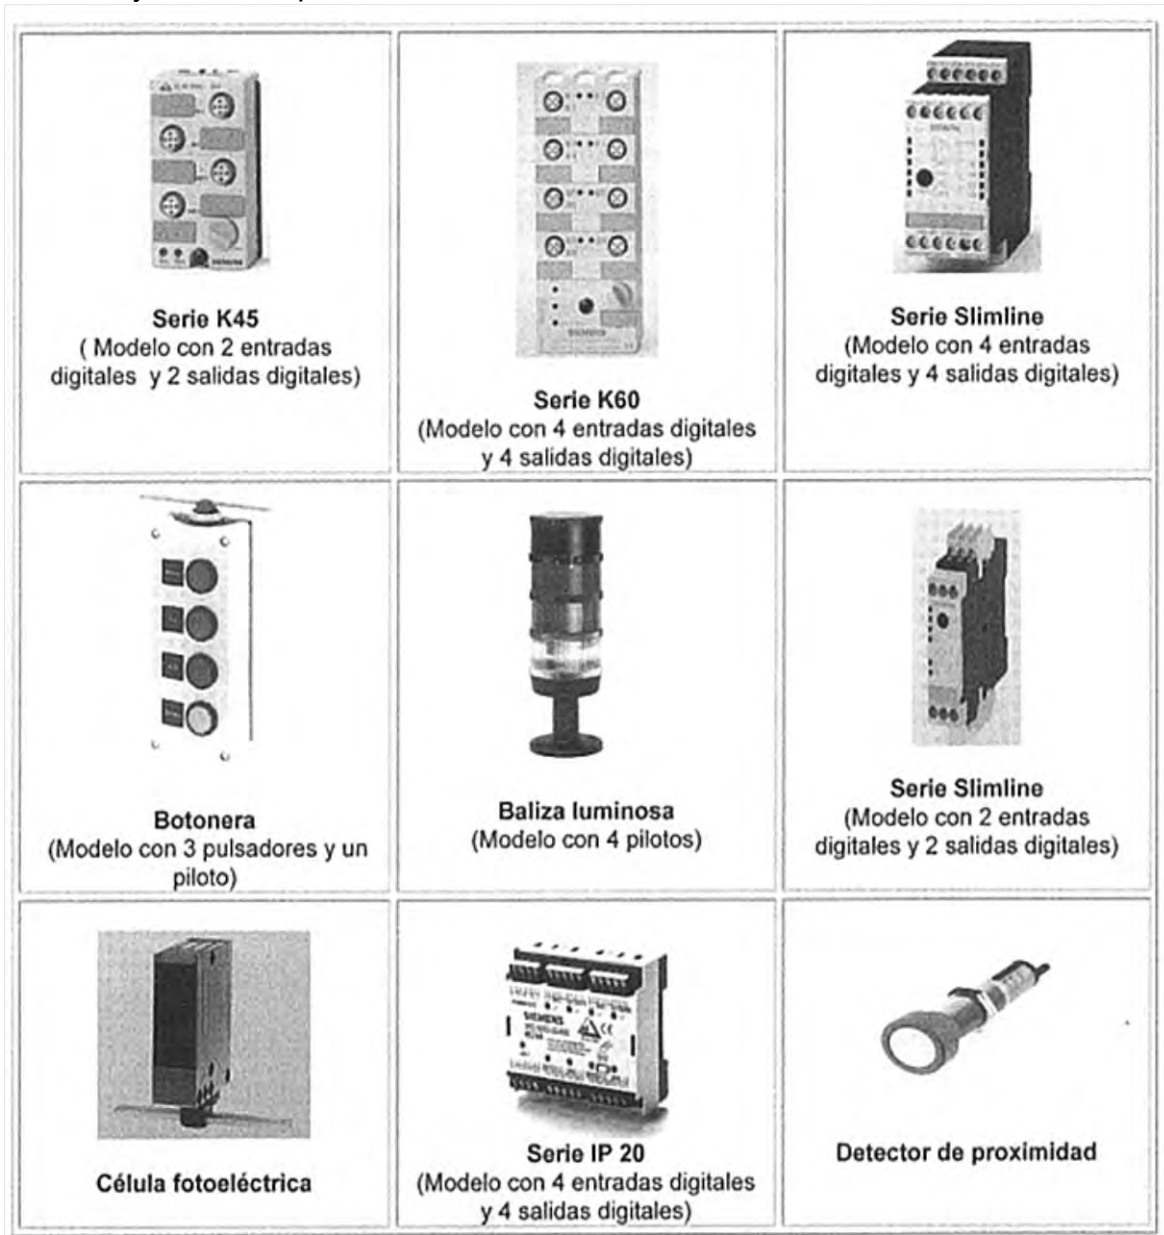 Serie K45
( Modelo con 2 entradas
digitales y 2 salidas digitales)
SIEMENS
Serie K60
(Modelo con 4 entradas digitales
y 4 salidas digitales)
Serie Slimline
(Modelo con 4 entradas
digitales y 4 salidas digitales)
Botonera
(Modelo con 3 pulsadores y un
piloto)
Baliza luminosa
(Modelo con 4 pilotos)
Serie Slimline
(Modelo con 2 entradas
digitales y 2 salidas digitales)
Célula fotoeléctrica
SIEMENS
CE
Serie IP 20
(Modelo con 4 entradas digitales
y 4 salidas digitales)
Detector de proximidad